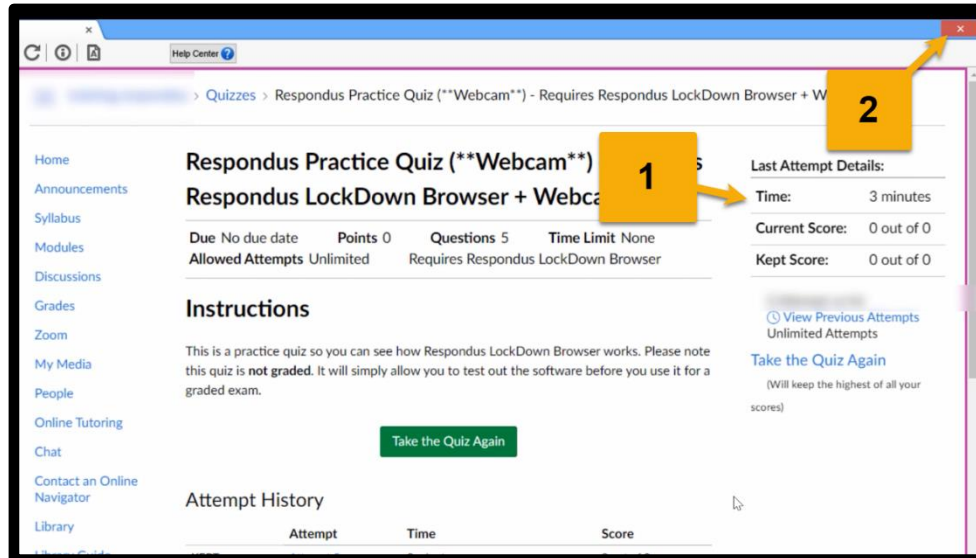 ×
×
Help Center ?
> Quizzes > Respondus Practice Quiz (**Webcam**) - Requires Respondus LockDown Browser + W
2
Home
Announcements
Syllabus
Modules
Discussions
Grades
Zoom
My Media
People
Online Tutoring
Chat
Contact an Online
Navigator
Library
Respondus Practice Quiz (**Webcam**)
Respondus LockDown Browser +
1
Due No due date Points 0 Questions 5 Time Limit None
Allowed Attempts Unlimited Requires Respondus LockDown Browser
Instructions
This is a practice quiz so you can see how Respondus LockDown Browser works. Please note
this quiz is not graded. It will simply allow you to test out the software before you use it for a
graded exam.
Take the Quiz Again
Attempt History
Attempt Time Score
Last Attempt Details:
Time: 3 minutes
Current Score: 0 out of 0
Kept Score: 0 out of 0
View Previous Attempts
Unlimited Attempts
Take the Quiz Again
(Will keep the highest of all your
scores)